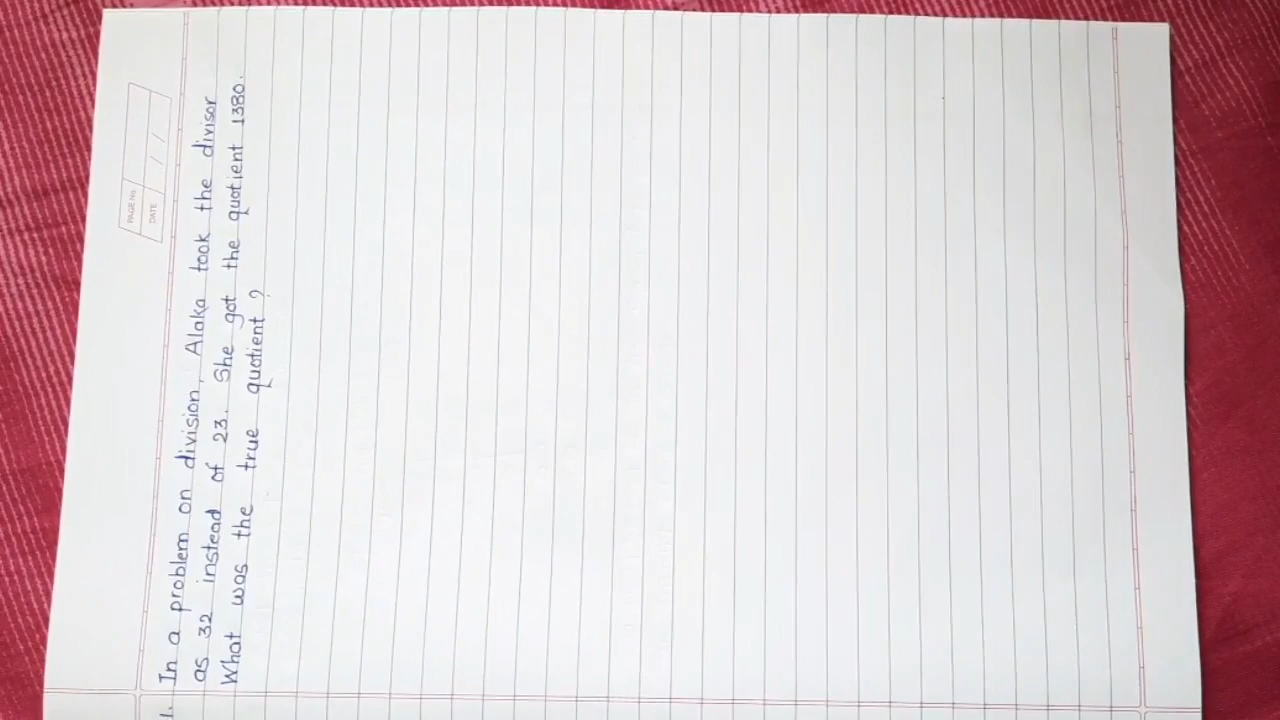 PAGE No.
DATE / /
1. In a problem on division, Alaka took the divisor
as 32 instead of 23. She got the quotient 1380.
What was the true quotient ?